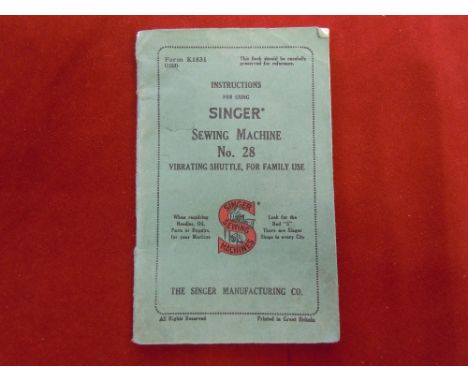 Form K1831
This Book should be carefully
preserved for reference.
INSTRUCTIONS
FOR USING
SINGER*
SEWING MACHINE
No. 28
VIBRATING SHUTTLE, FOR FAMILY USE
When requiring
Needles, Oil,
Parts or Repairs,
for your Machine
SINGER
SEWING
MACHINES
Look for the
Red "S"
There are Singer
Shops in every City
THE SINGER MANUFACTURING CO.
All Rights Reserved
Printed in Great Britain.